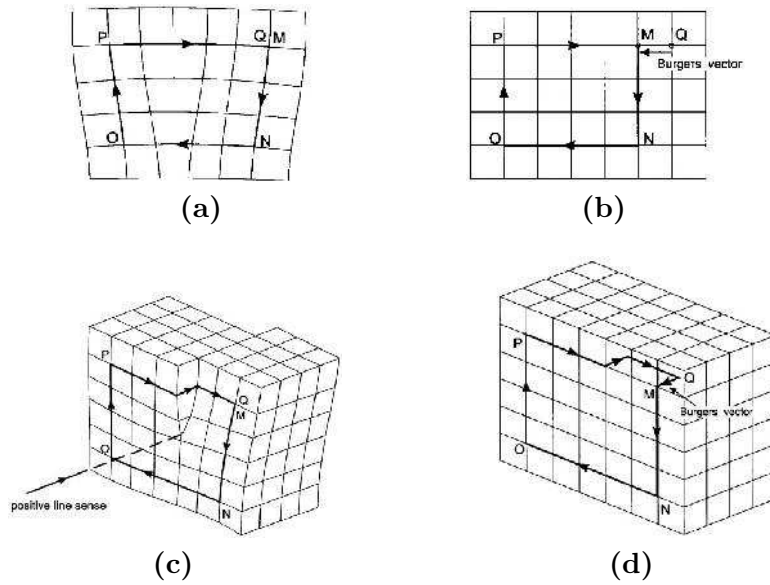 P Q M
O N
(a)
P M Q
Burgers vector
O N
(b)
P
Q
M
O
N
positive line sense
(c)
P
Q
M
Burgers vector
O
N
(d)